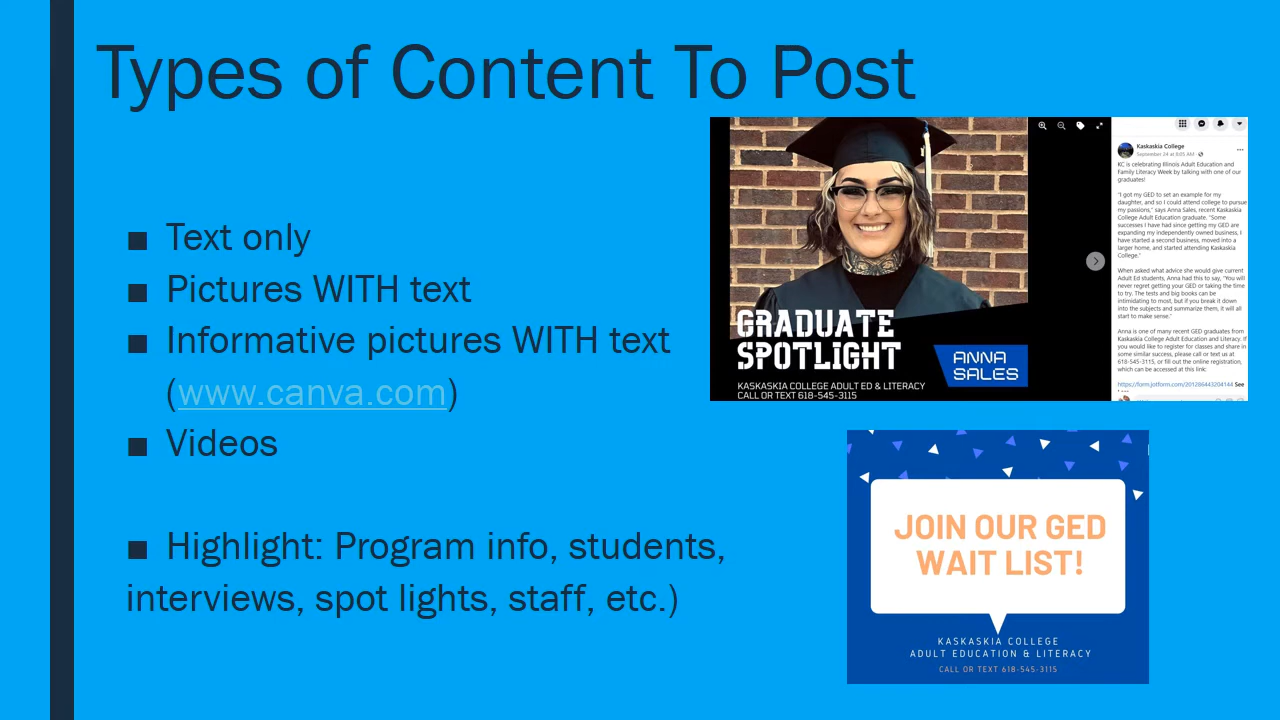 Types of Content To Post
■ Text only
■ Pictures WITH text
■ Informative pictures WITH text
(www.canva.com)
■ Videos
■ Highlight: Program info, students,
interviews, spot lights, staff, etc.)
GRADUATE
SPOTLIGHT
ANNA
SALES
KASKASKIA COLLEGE ADULT ED & LITERACY
CALL OR TEXT 618-545-3115
Kaskaskia College
September 24 at 8:05 AM ·
KC is celebrating Illinois Adult Education and
Family Literacy Week by talking with one of our
graduates!
"I got my GED to set an example for my
daughter, and so I could attend college to pursue
my passions," says Anna Sales, recent Kaskaskia
College Adult Education graduate. "Some
successes I have had since getting my GED are
expanding my independently owned business, I
have started a second business, moved into a
larger home, and started attending Kaskaskia
College."
When asked what advice she would give current
Adult Ed students, Anna had this to say, "You will
never regret getting your GED or taking the time
to try. The tests and big books can be
intimidating to most, but if you break it down
into the subjects and summarize them, it will all
start to make sense."
Anna is one of many recent GED graduates from
Kaskaskia College Adult Education and Literacy. If
you would like to register for classes and share in
some similar success, please call or text us at
618-545-3115, or fill out the online registration,
which can be accessed at this link:
https://form.jotform.com/201286443204144 See
JOIN OUR GED
WAIT LIST!
KASKASKIA COLLEGE
ADULT EDUCATION & LITERACY
CALL OR TEXT 618-545-3115